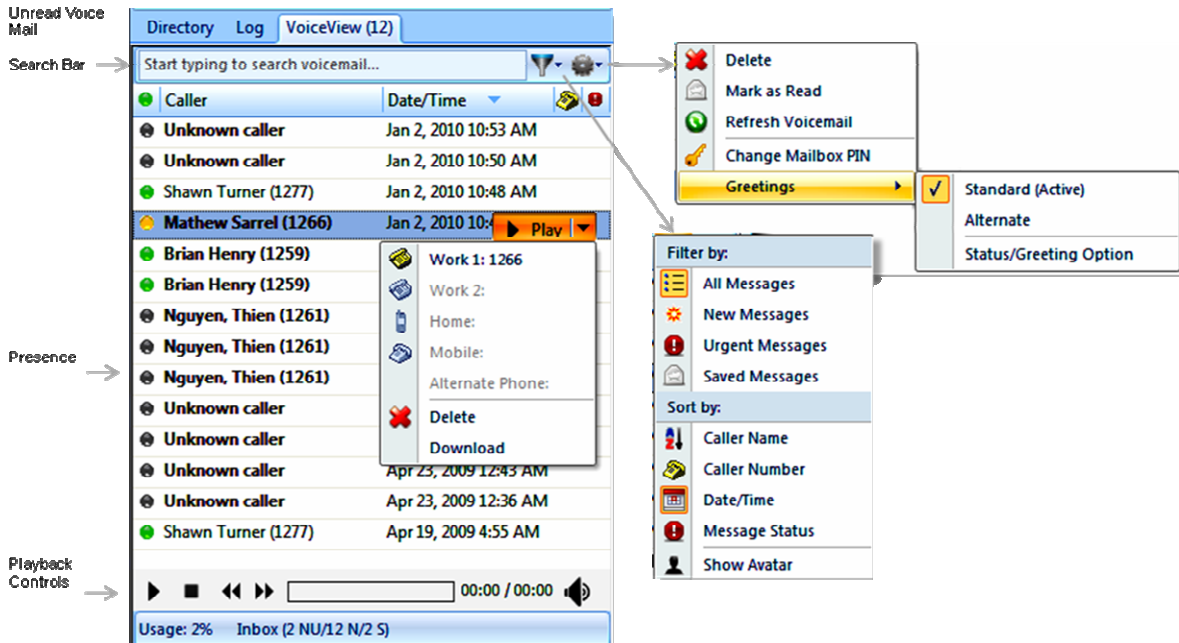 Unread Voice
Mail
Search Bar
Presence
Playback
Controls
Directory Log VoiceView (12)
Start typing to search voicemail...
Caller Date/Time
Unknown caller Jan 2, 2010 10:53 AM
Unknown caller Jan 2, 2010 10:50 AM
Shawn Turner (1277) Jan 2, 2010 10:48 AM
Mathew Sarrel (1266) Jan 2, 2010 10:4 Play
Brian Henry (1259)
Brian Henry (1259)
Nguyen, Thien (1261)
Nguyen, Thien (1261)
Nguyen, Thien (1261)
Unknown caller
Unknown caller
Unknown caller Apr 23, 2009 12:43 AM
Unknown caller Apr 23, 2009 12:36 AM
Shawn Turner (1277) Apr 19, 2009 4:55 AM
Work 1: 1266
Work 2:
Home:
Mobile:
Alternate Phone:
Delete
Download
00:00 / 00:00
Usage: 2% Inbox (2 NU/12 N/2 S)
Delete
Mark as Read
Refresh Voicemail
Change Mailbox PIN
Greetings
Standard (Active)
Alternate
Status/Greeting Option
Filter by:
All Messages
New Messages
Urgent Messages
Saved Messages
Sort by:
Caller Name
Caller Number
Date/Time
Message Status
Show Avatar